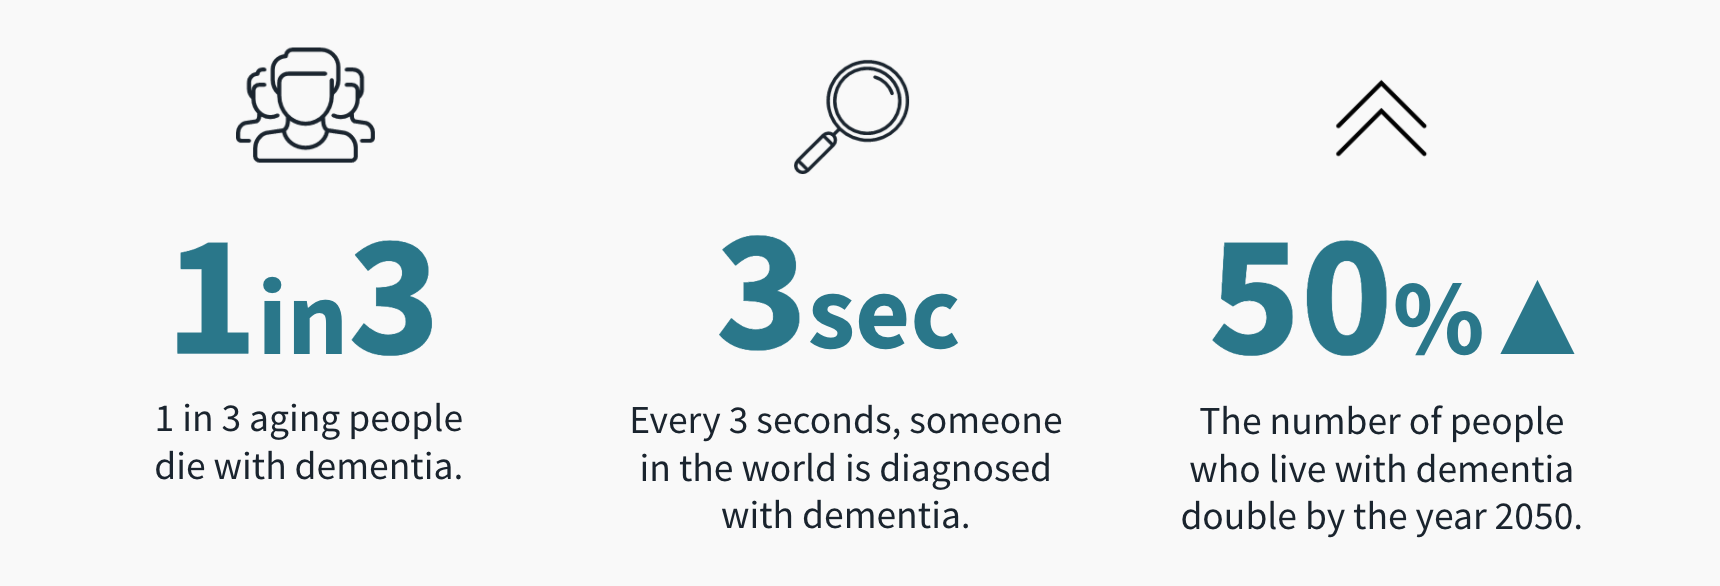 1in3
1 in 3 aging people
die with dementia.
3sec
Every 3 seconds, someone
in the world is diagnosed
with dementia.
50%▲
The number of people
who live with dementia
double by the year 2050.